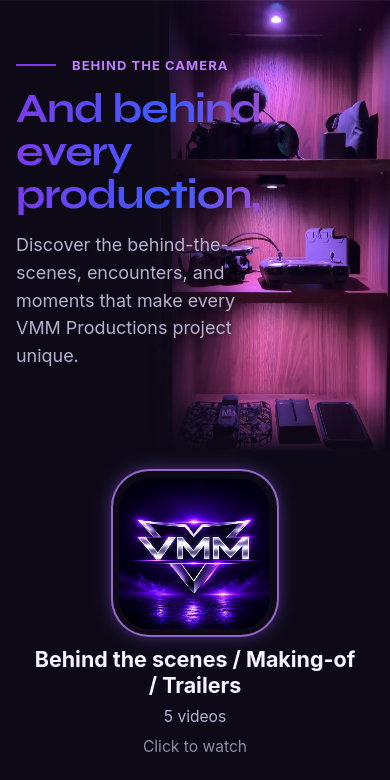 BEHIND THE CAMERA
And behind
every
production.
Discover the behind-the-
scenes, encounters, and
moments that make every
VMM Productions project
unique.
VMM
Behind the scenes / Making-of
/ Trailers
5 videos
Click to watch